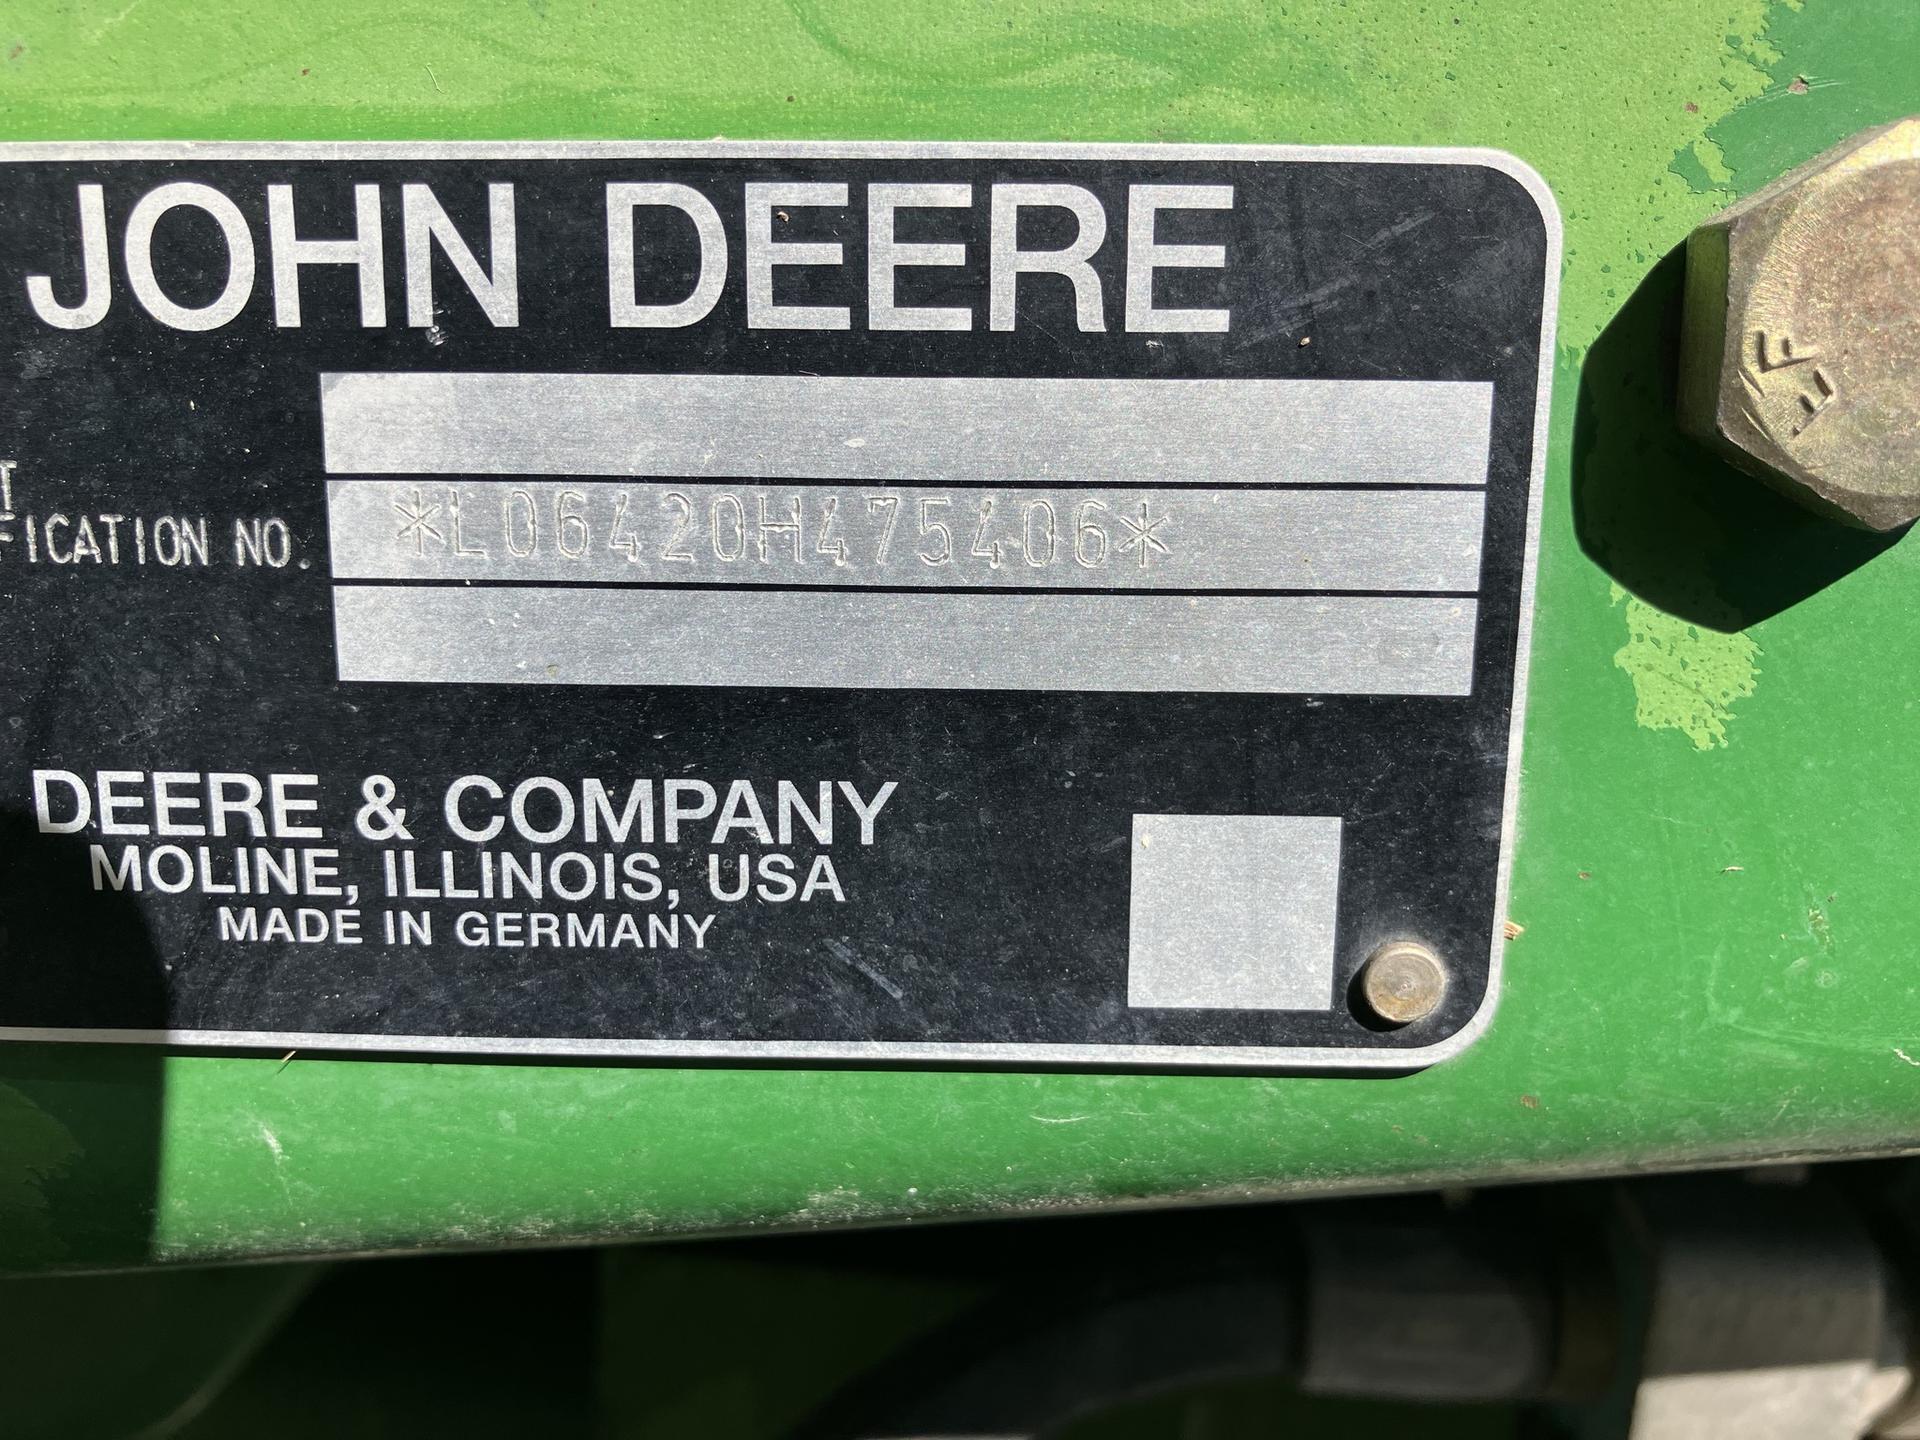 JOHN DEERE
T
FICATION NO.
*L06420H475406*
DEERE & COMPANY
MOLINE, ILLINOIS, USA
MADE IN GERMANY